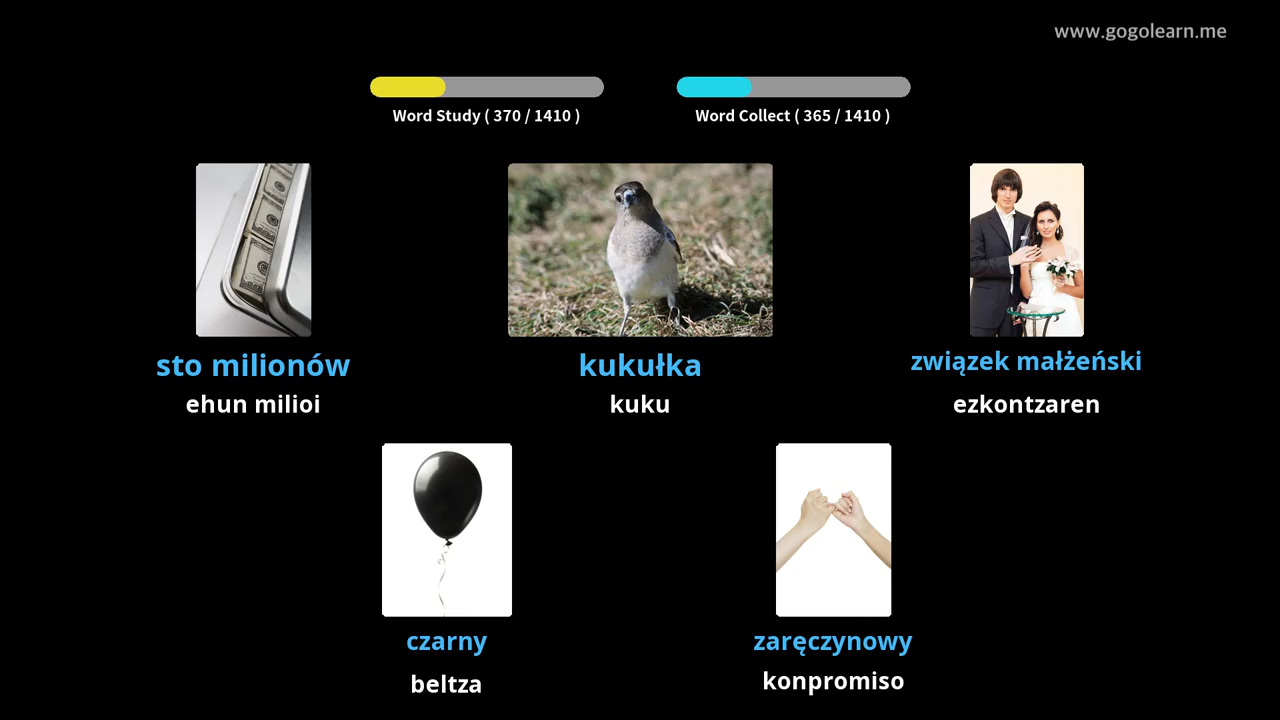 www.gogolearn.me
Word Study ( 370 / 1410 )
Word Collect ( 365 / 1410 )
sto milionów
ehun milioi
kukułka
kuku
związek małżeński
ezkontzaren
czarny
beltza
zaręczynowy
konpromiso